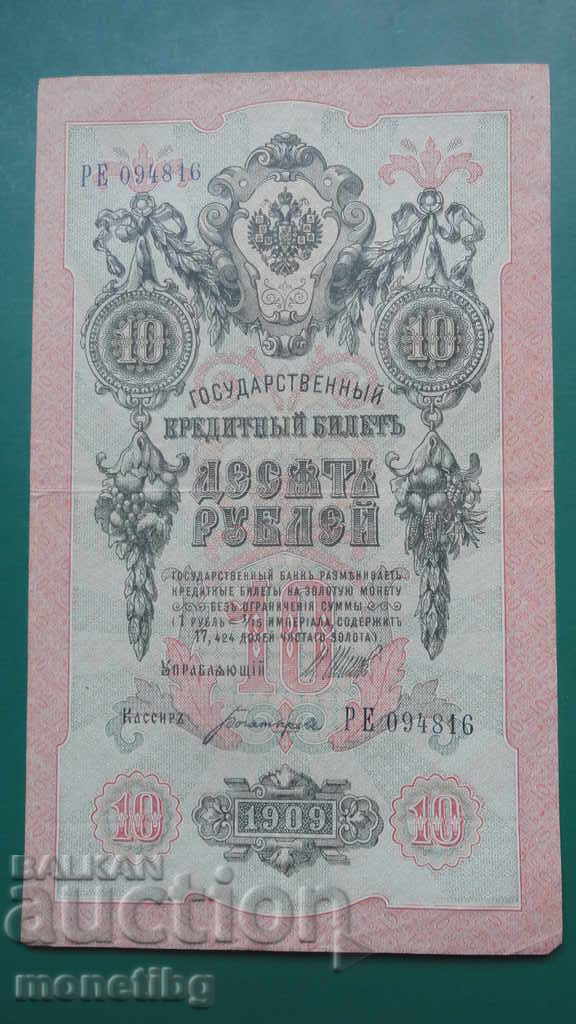 РЕ 094816
10 10
ГОСУДАРСТВЕННЫЙ
КРЕДИТНЫЙ БИЛЕТЪ
ДЕСЯТЬ
РУБЛЕЙ
ГОСУДАРСТВЕННЫЙ БАНКЪ РАЗМѢНИВАЕТЪ
КРЕДИТНЫЕ БИЛЕТЫ НА ЗОЛОТУЮ МОНЕТУ
БЕЗЪ ОГРАНИЧЕНІЯ СУММЫ
(1 РУБЛЬ = 1/15 ИМПЕРІАЛА, СОДЕРЖИТЪ
17,424 ДОЛЕЙ ЧИСТАГО ЗОЛОТА)
10
УПРАВЛЯЮЩІЙ
КАССИРЪ
РЕ 094816
10 1909 10
BALKAN
auction
monetibg